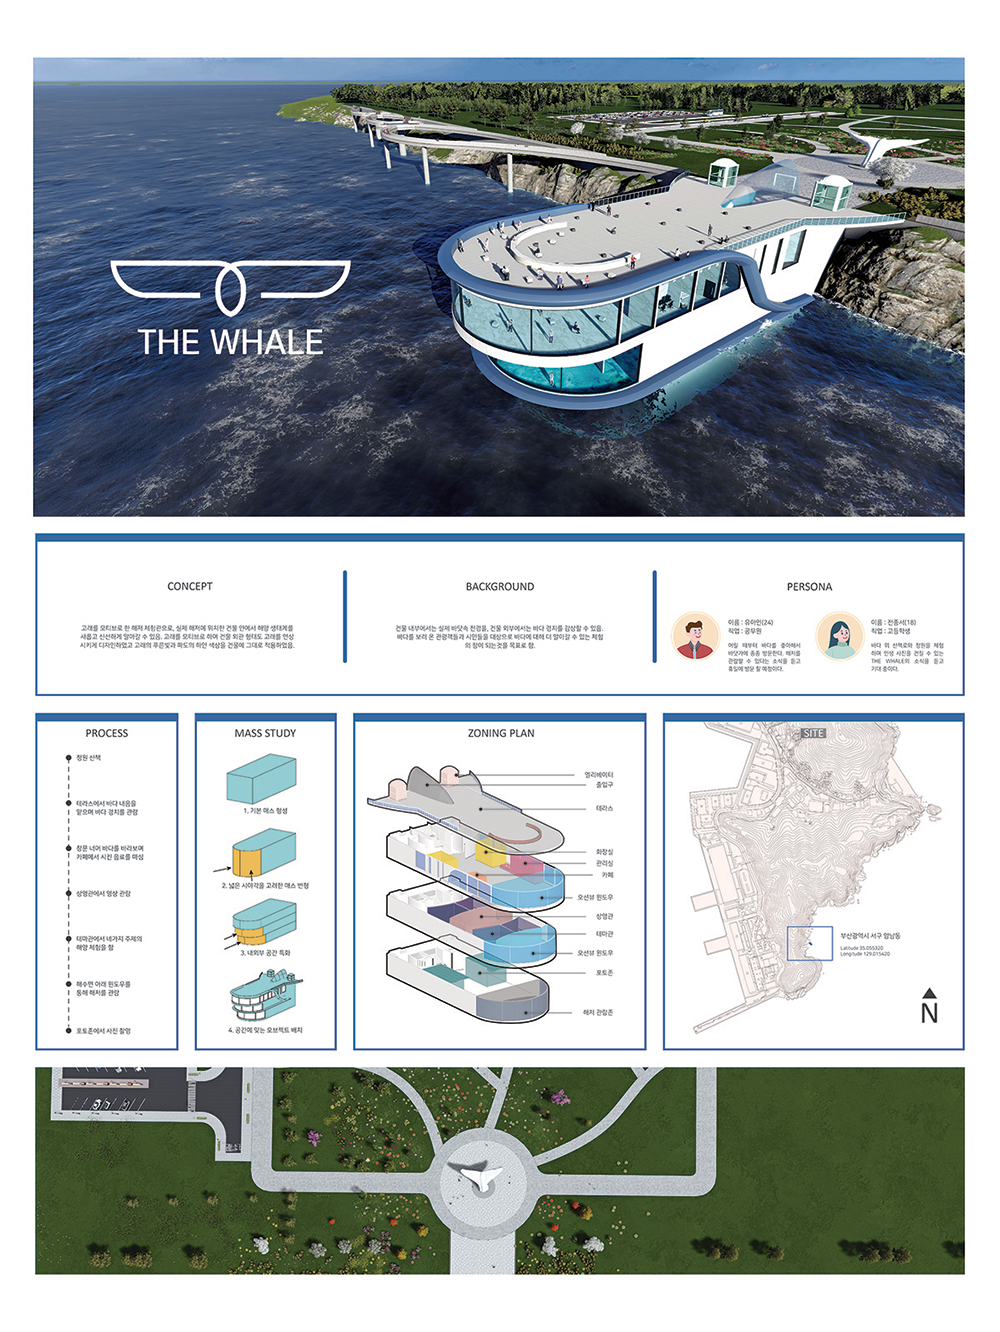 THE WHALE
CONCEPT
고래를 모티브로 한 해저 체험관으로, 실제 해저에 위치한 건물 안에서 해양 생태계를
새롭고 신선하게 알아갈 수 있음. 고래를 모티브로 하여 건물 외관 형태도 고래를 연상
시키게 디자인하였고 고래의 푸른빛과 파도의 하얀 색상을 건물에 그대로 적용하였음.
BACKGROUND
건물 내부에서는 실제 바닷속 전경을, 건물 외부에서는 바다 경치를 감상할 수 있음.
바다를 보러 온 관광객들과 시민들을 대상으로 바다에 대해 더 알아갈 수 있는 체험
의 장이 되는것을 목표로 함.
PERSONA
이름 : 유아인(24)
직업 : 공무원
어릴 때부터 바다를 좋아해서
바닷가에 종종 방문한다. 해저를
관람할 수 있다는 소식을 듣고
휴일에 방문 할 예정이다.
이름 : 전종서(18)
직업 : 고등학생
바다 위 산책로와 정원을 체험
하며 인생 사진을 건질 수 있는
THE WHALE의 소식을 듣고
기대 중이다.
PROCESS
정원 산책
테라스에서 바다 내음을
맡으며 바다 경치를 관람
창문 너머 바다를 바라보며
카페에서 시킨 음료를 마심
상영관에서 영상 관람
테마관에서 네가지 주제의
해양 체험을 함
해수면 아래 윈도우를
통해 해저를 관람
포토존에서 사진 촬영
MASS STUDY
1. 기본 매스 형성
2. 넓은 시야각을 고려한 매스 변형
3. 내외부 공간 특화
4. 공간에 맞는 오브젝트 배치
ZONING PLAN
엘리베이터
출입구
테라스
화장실
관리실
카페
오션뷰 윈도우
상영관
테마관
오션뷰 윈도우
포토존
해저 관람존
SITE
부산광역시 서구 암남동
Latitude 35.055320
Longitude 129.015420
N